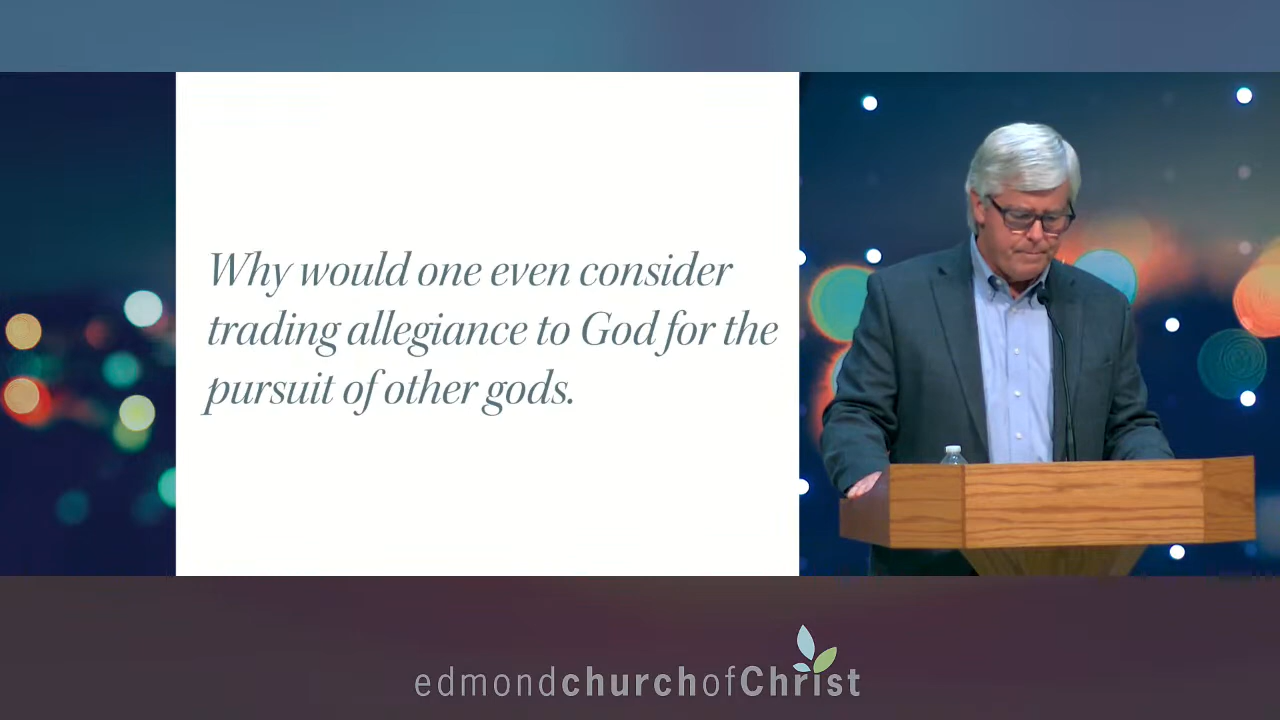 Why would one even consider
trading allegiance to God for the
pursuit of other gods.
edmondchurchofChrist